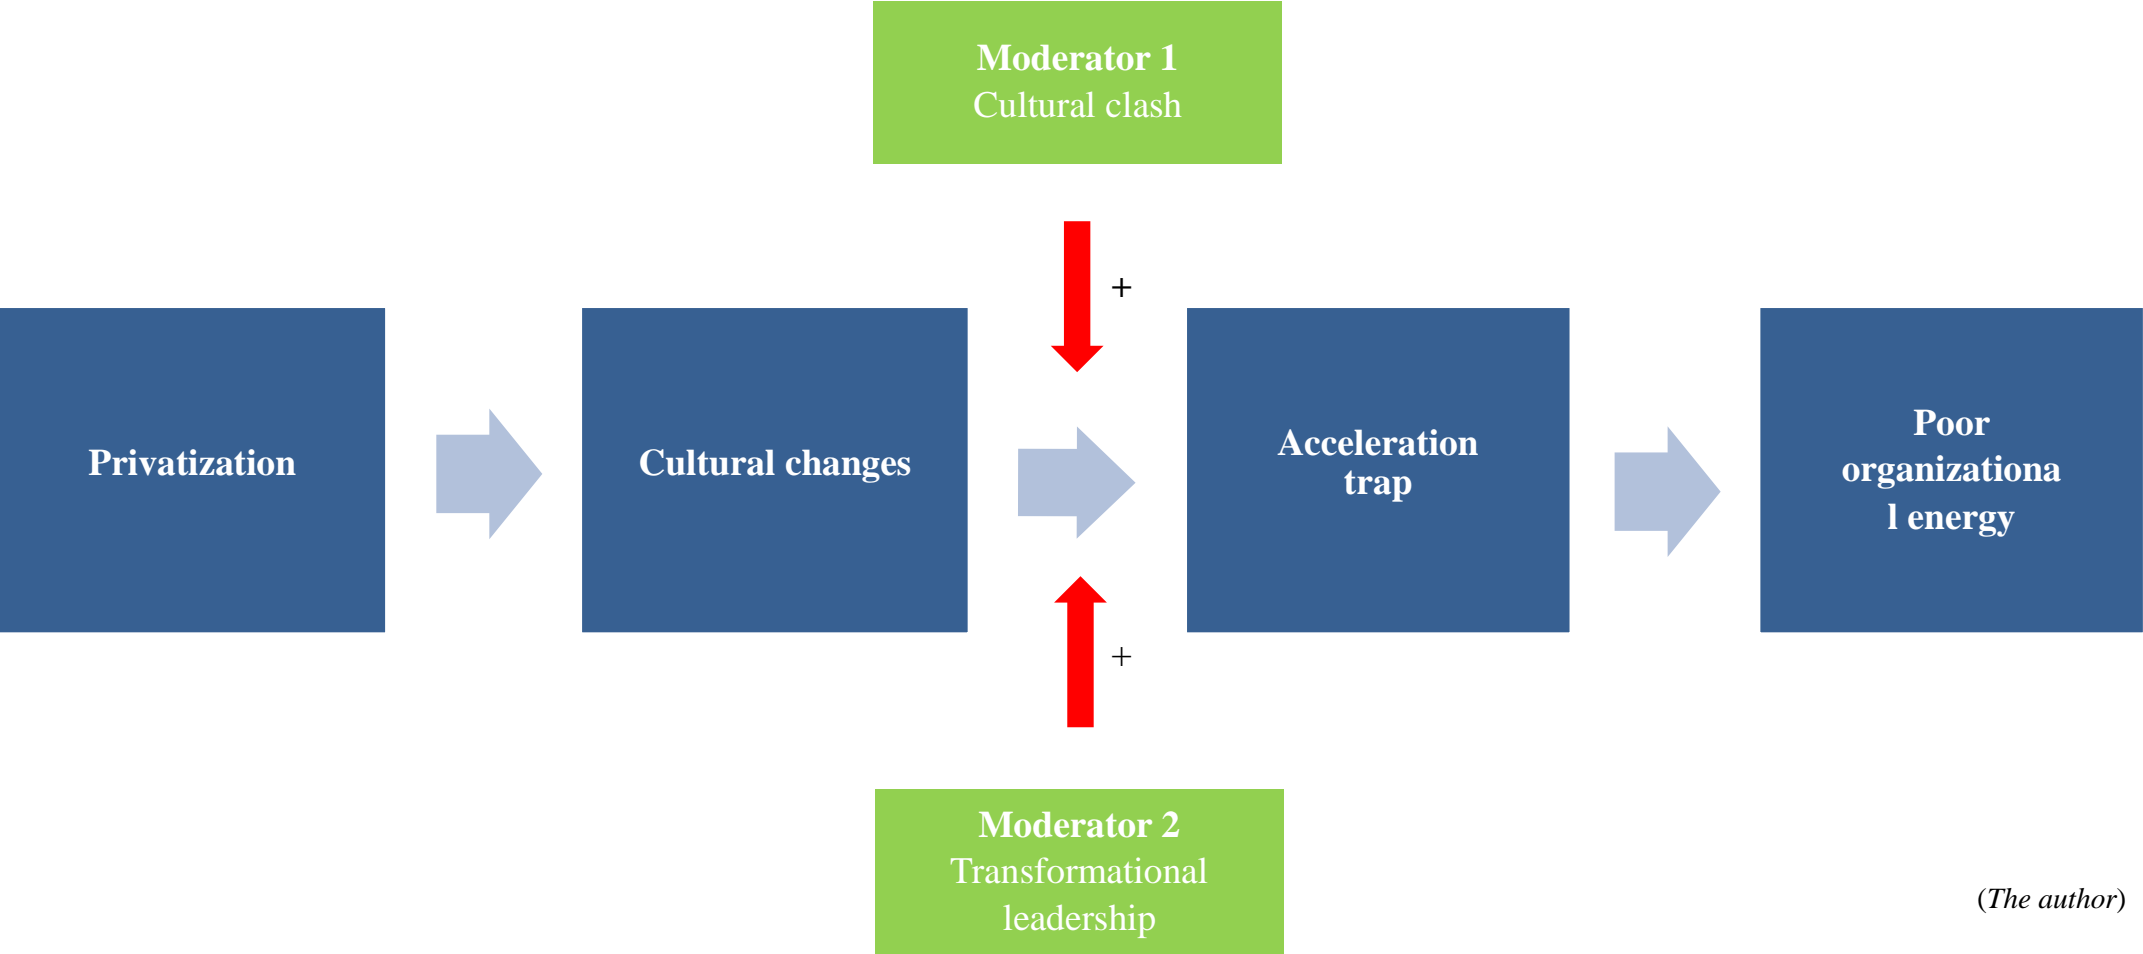 Moderator 1
Cultural clash
+
Privatization
Cultural changes
Acceleration
trap
Poor
organizationa
l energy
+
Moderator 2
Transformational
leadership
(The author)